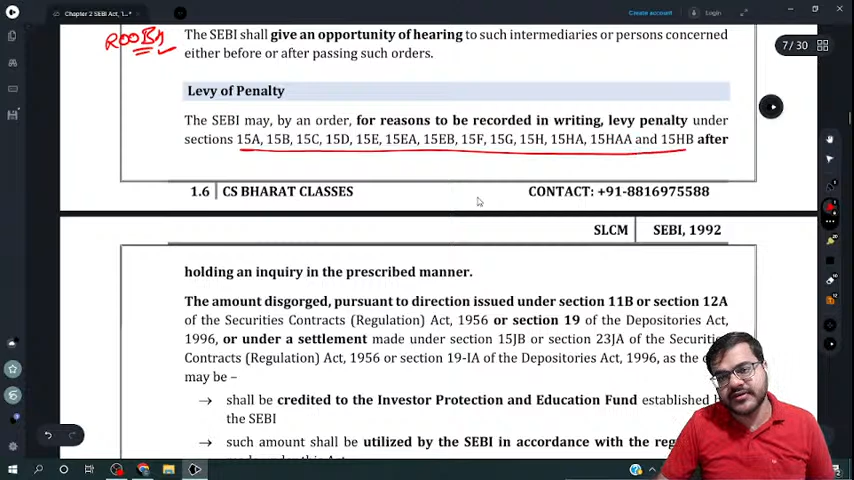 Chapter 2 SEBI Act, 1...*
Create account
Login
7 / 30
ROOB
The SEBI shall give an opportunity of hearing to such intermediaries or persons concerned
either before or after passing such orders.
Levy of Penalty
The SEBI may, by an order, for reasons to be recorded in writing, levy penalty under
sections 15A, 15B, 15C, 15D, 15E, 15EA, 15EB, 15F, 15G, 15H, 15HA, 15HAA and 15HB after
1.6 CS BHARAT CLASSES CONTACT: +91-8816975588
SLCM SEBI, 1992
holding an inquiry in the prescribed manner.
The amount disgorged, pursuant to direction issued under section 11B or section 12A
of the Securities Contracts (Regulation) Act, 1956 or section 19 of the Depositories Act,
1996, or under a settlement made under section 15JB or section 23JA of the Securities
Contracts (Regulation) Act, 1956 or section 19-IA of the Depositories Act, 1996, as the
may be –
→ shall be credited to the Investor Protection and Education Fund established
the SEBI
→ such amount shall be utilized by the SEBI in accordance with the